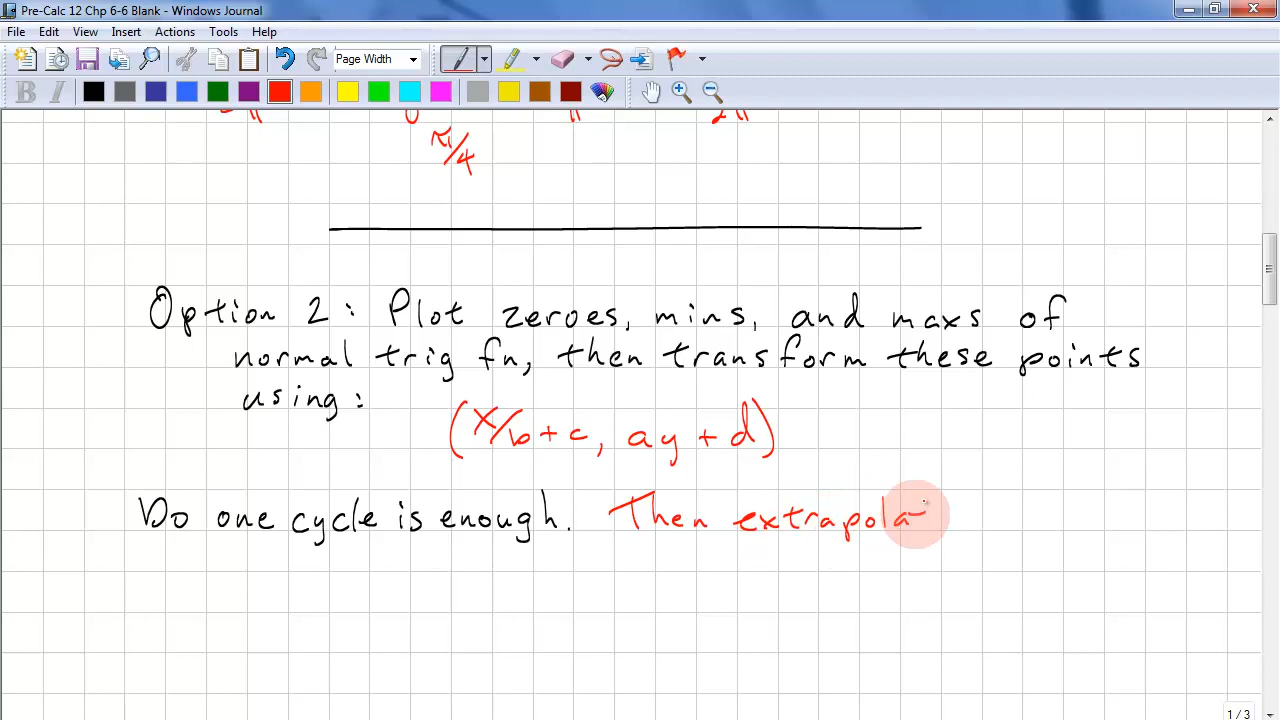 Pre-Calc 12 Chp 6-6 Blank - Windows Journal
File Edit View Insert Actions Tools Help
Page Width
B I
π/4
Option 2: Plot zeroes, mins, and maxs of
normal trig fn, then transform these points
using:
(x/b+c, ay+d)
Do one cycle is enough. Then extrapola
1/3